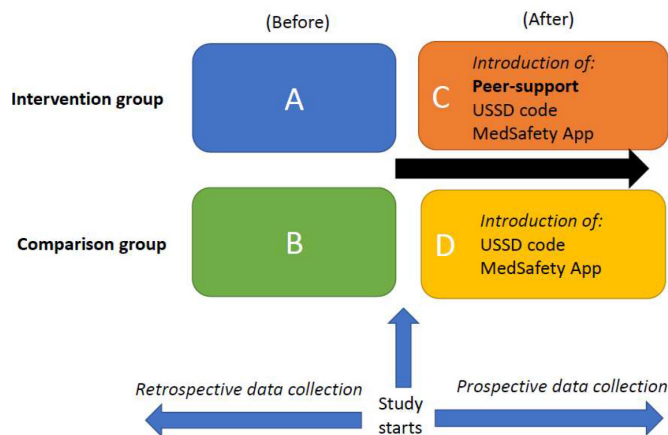 (Before)
(After)
Intervention group
A
C
Introduction of:
Peer-support
USSD code
MedSafety App
Comparison group
B
D
Introduction of:
USSD code
MedSafety App
Retrospective data collection
Study
starts
Prospective data collection